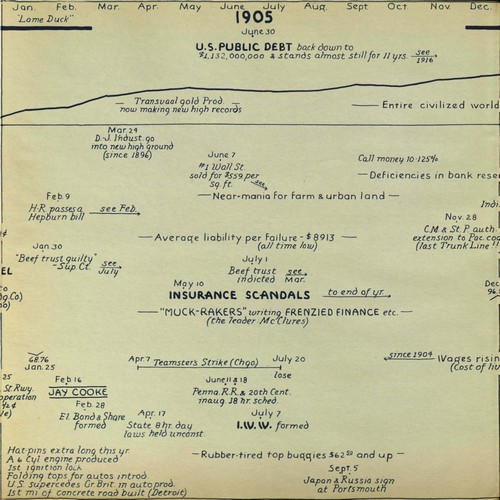 Jan. Feb. Mar. Apr. May June July Aug. Sept Oct Nov. Dec.
"Lame Duck"
1905
June 30
U.S. PUBLIC DEBT back down to
$1,132,000,000 & stands almost still for 11 yrs. see 1916
Transvaal gold Prod.
now making new high records
Entire civilized world
Mar. 24
D-J. Indust. go
into new high ground
(since 1896)
June 7
#1 Wall St.
sold for $559 per
sq. ft. see
Call money 10-125%
Deficiencies in bank rese
Near-mania for farm & urban land
Feb. 9
H-R passes a
Hepburn bill see Feb.
Indi
Nov. 28
C.M. & St. P. auth.
extension to Pac. coa
(last Trunk Line!!
Average liability per Failure - $8913
(all time low)
Jan 30
"Beef trust guilty"
-Sup. Ct. see July
July 1
Beef trust
indicted see Mar.
EL
to
Co)
o)
May 10
INSURANCE SCANDALS to end of yr.
Dec
96
"MUCK-RAKERS" writing FRENZIED FINANCE etc.
(the leader McClures)
68.76
Jan. 25
Apr. 7 Teamsters Strike (Chgo) July 20
lose
since 1904 Wages risin
(Cost of liv
25
St. Rwy.
operation
Feb 16
JAY COOKE
Feb. 28
El. Bond & Share
formed
June 11 & 18
Penna. R.R. & 20th Cent.
inaug. 18 hr. sched.
Apr. 17
State 8 hr. day
laws held unconst.
July 7
I.W.W. formed
Hat-pins extra long this yr.
A 6 Cyl engine produced
1st ignition lock
Folding tops for autos introd.
U.S. supercedes Gr. Brit. in auto prod.
1st mi of concrete road built (Detroit)
Rubber-tired top buggies $62.50 and up
Sept. 5
Japan & Russia sign
at Portsmouth